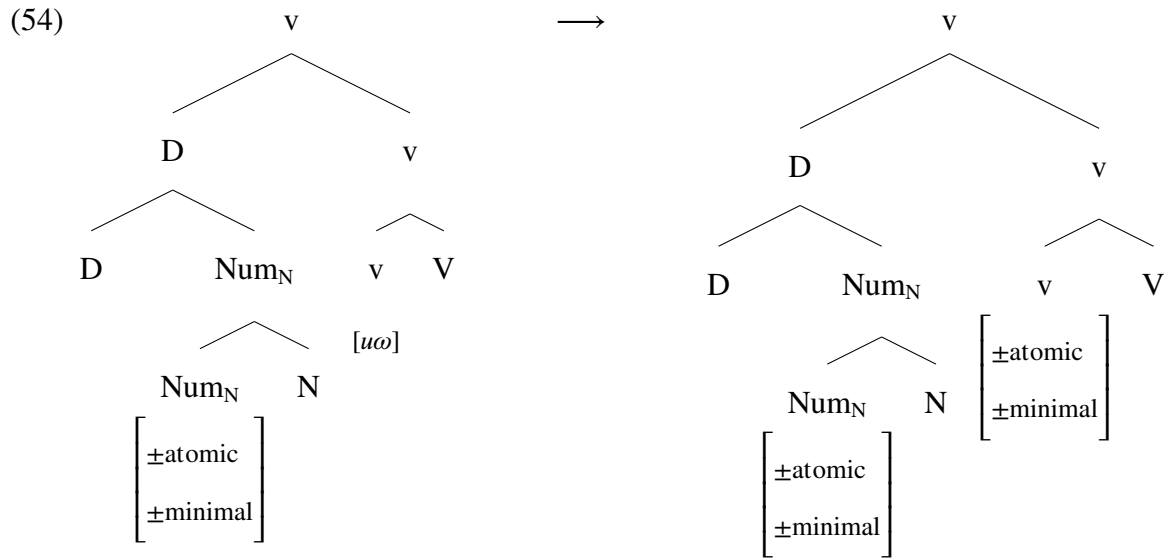 (54) v ⟶ v
D v D v
D Num_N v V D Num_N v V
[uω]
Num_N N Num_N N
[±atomic ±minimal] [±atomic ±minimal] [±atomic ±minimal]